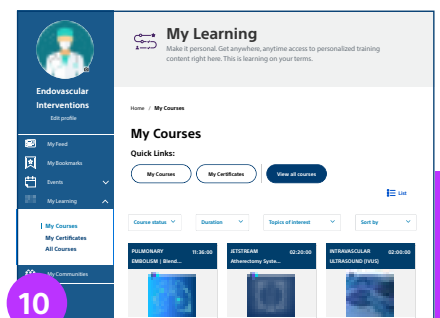 My Learning
Make it personal. Get anywhere, anytime access to personalized training
content right here. This is learning on your terms.
Endovascular
Interventions
Edit profile
My Feed
My Bookmarks
Events
My Learning
My Courses
My Certificates
All Courses
My Communities
10
Home / My Courses
My Courses
Quick Links:
My Courses
My Certificates
View all courses
List
Course status
Duration
Topics of interest
Sort by
PULMONARY
EMBOLISM | Blend...
11:36:00
JETSTREAM
Atherectomy Syste...
02:20:00
INTRAVASCULAR
ULTRASOUND (IVUS)
02:00:00